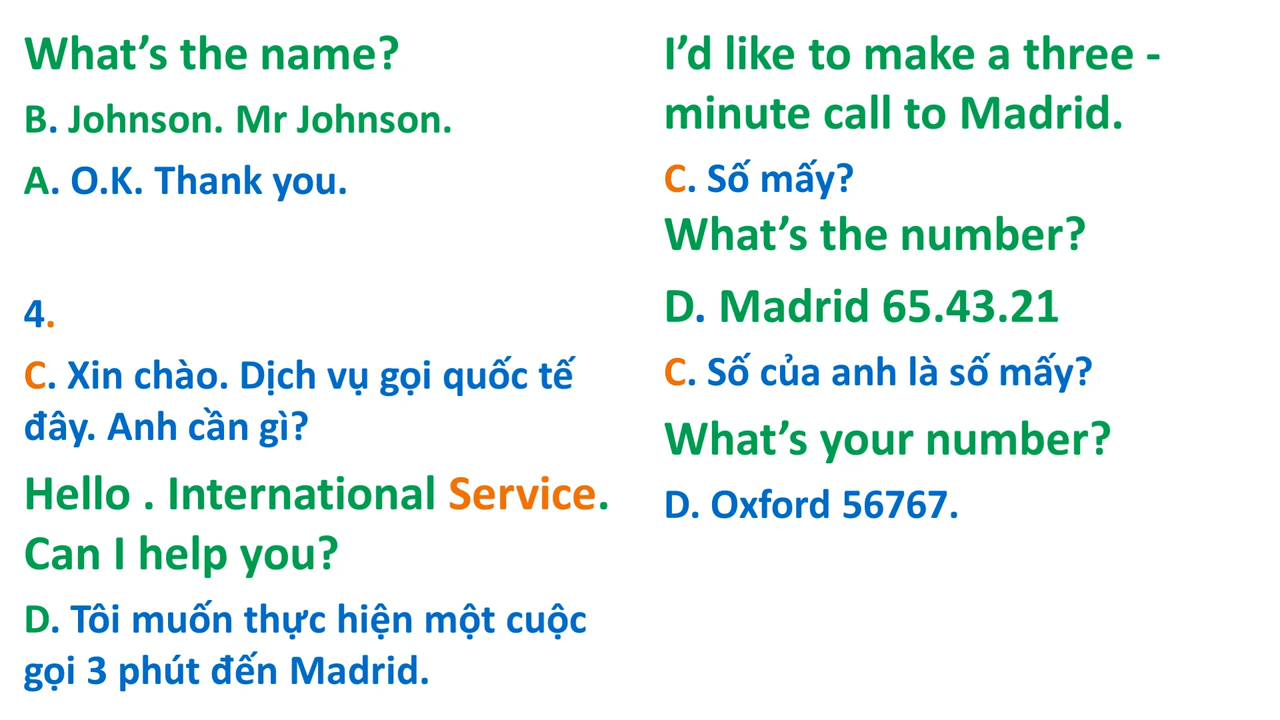 What’s the name?
B. Johnson. Mr Johnson.
A. O.K. Thank you.
4.
C. Xin chào. Dịch vụ gọi quốc tế
đây. Anh cần gì?
Hello . International Service.
Can I help you?
D. Tôi muốn thực hiện một cuộc
gọi 3 phút đến Madrid.
I’d like to make a three -
minute call to Madrid.
C. Số mấy?
What’s the number?
D. Madrid 65.43.21
C. Số của anh là số mấy?
What’s your number?
D. Oxford 56767.